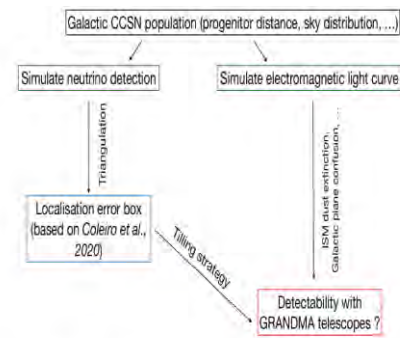 Galactic CCSN population (progenitor distance, sky distribution, ...)
Simulate neutrino detection
Simulate electromagnetic light curve
Triangulation
ISM dust extinction,
Galactic plane confusion, ...
Localisation error box
(based on Coleiro et al.,
2020)
Tilling strategy
Detectability with
GRANDMA telescopes ?